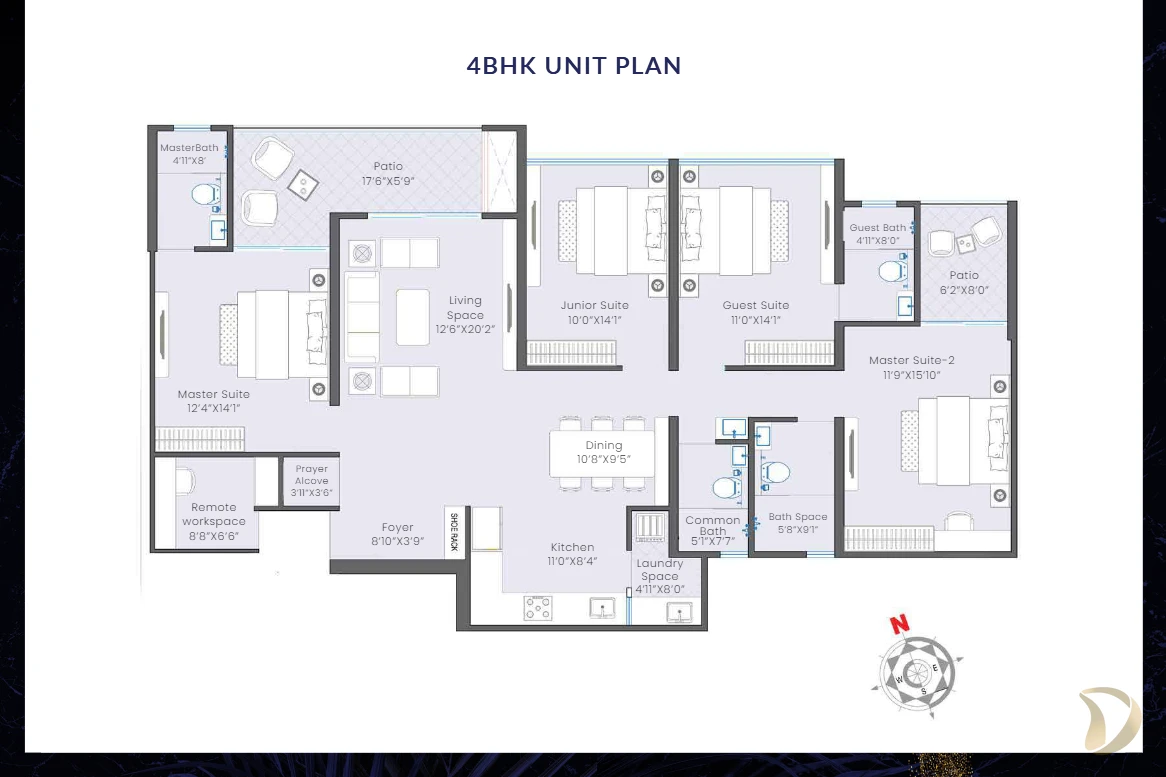 4BHK UNIT PLAN
MasterBath
4'11"X8'
Patio
17'6"X5'9"
Guest Bath
4'11"X8'0"
Patio
6'2"X8'0"
Living
Space
12'6"X20'2"
Junior Suite
10'0"X14'1"
Guest Suite
11'0"X14'1"
Master Suite-2
11'9"X15'10"
Master Suite
12'4"X14'1"
Dining
10'8"X9'5"
Prayer
Alcove
3'11"X3'6"
Remote
workspace
8'8"X6'6"
Foyer
8'10"X3'9"
SHOE RACK
Common
Bath
5'1"X7'7"
Bath Space
5'8"X9'1"
Kitchen
11'0"X8'4"
Laundry
Space
4'11"X8'0"
N
E
W
S